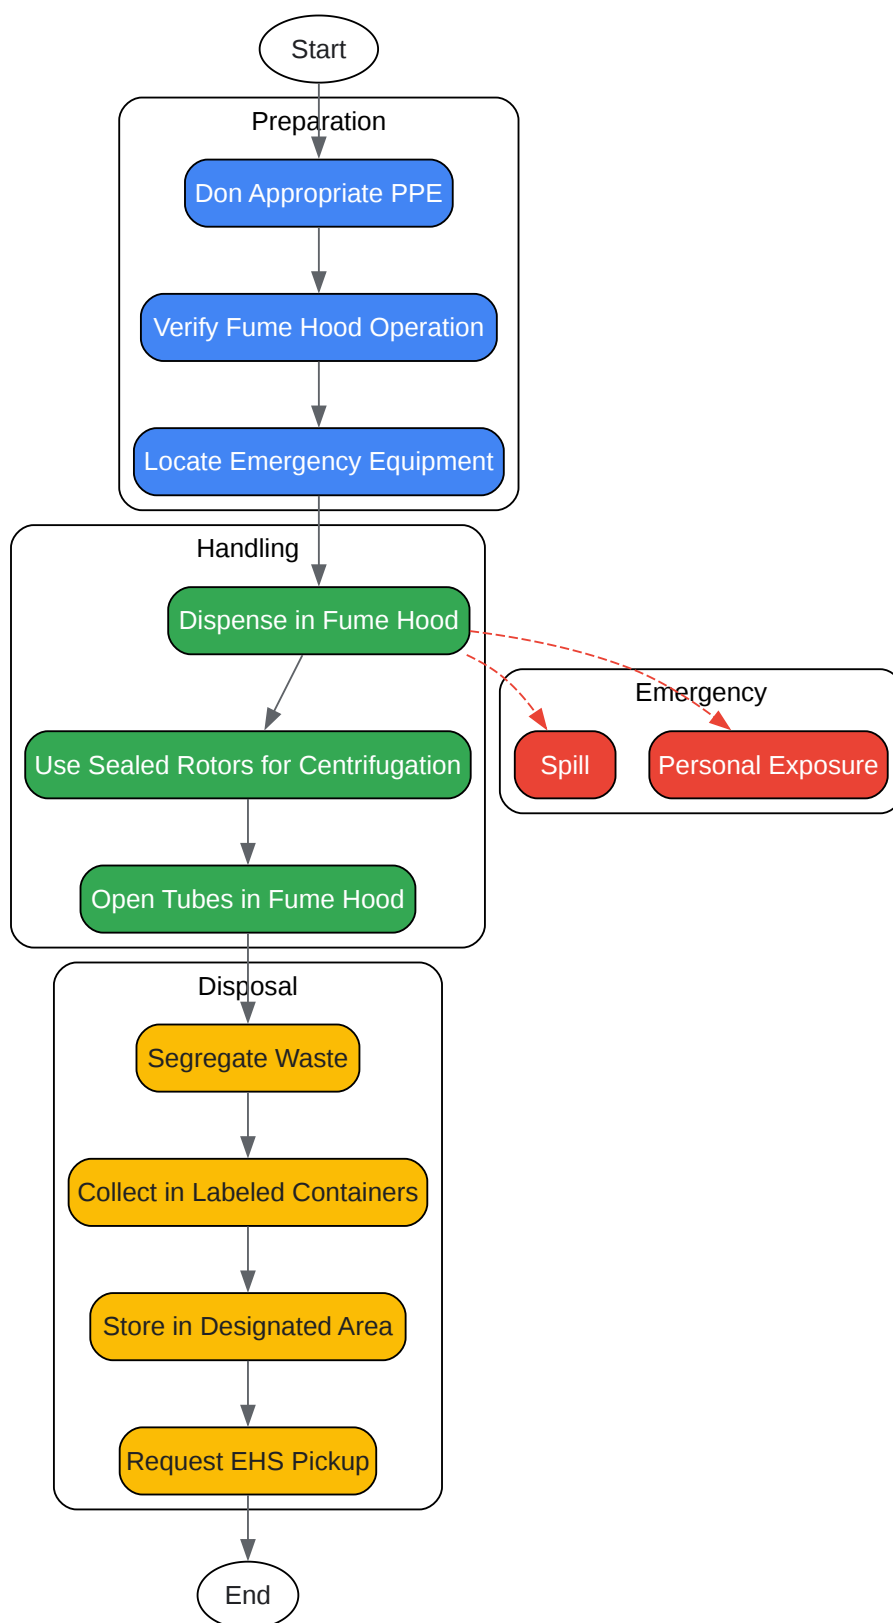 Start
Preparation
Don Appropriate PPE
Verify Fume Hood Operation
Locate Emergency Equipment
Handling
Dispense in Fume Hood
Emergency
Use Sealed Rotors for Centrifugation
Spill
Personal Exposure
Open Tubes in Fume Hood
Disposal
Segregate Waste
Collect in Labeled Containers
Store in Designated Area
Request EHS Pickup
End